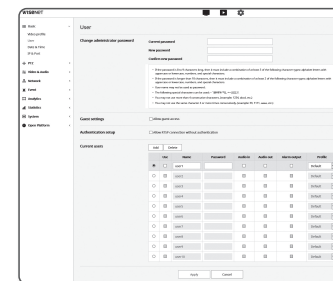 WISENET
Basic
Video profile
User
Date & Time
IP & Port
PTZ
Video & Audio
Network
Event
Analytics
Statistics
System
Open Platform
User
Change administrator password
Current password
New password
Confirm new password
Guest settings
Allow guest access
Authentication setup
Allow RTSP connection without authentication
Current users
Add Delete
Use Name Password Audio in Audio out Alarm output Profile
user1 Default
user2 Default
user3 Default
user4 Default
user5 Default
user6 Default
user7 Default
user8 Default
user9 Default
user10 Default
Apply Cancel